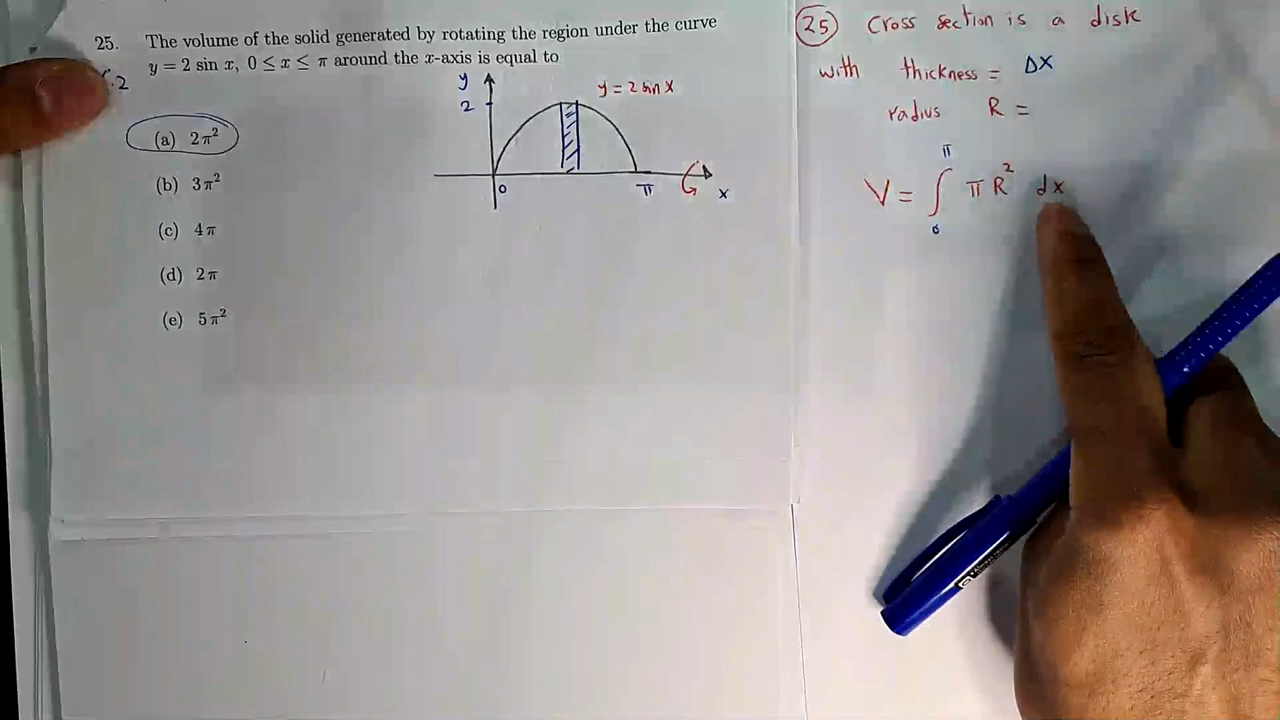 25. The volume of the solid generated by rotating the region under the curve
y = 2 sin x, 0 ≤ x ≤ π around the x-axis is equal to
.2
(a) 2π²
(b) 3π²
(c) 4π
(d) 2π
(e) 5π²
y
2
y = 2 sin x
0
π
x
25 Cross section is a disk
with thickness = Δx
radius R =
V = ∫₀^π π R² dx